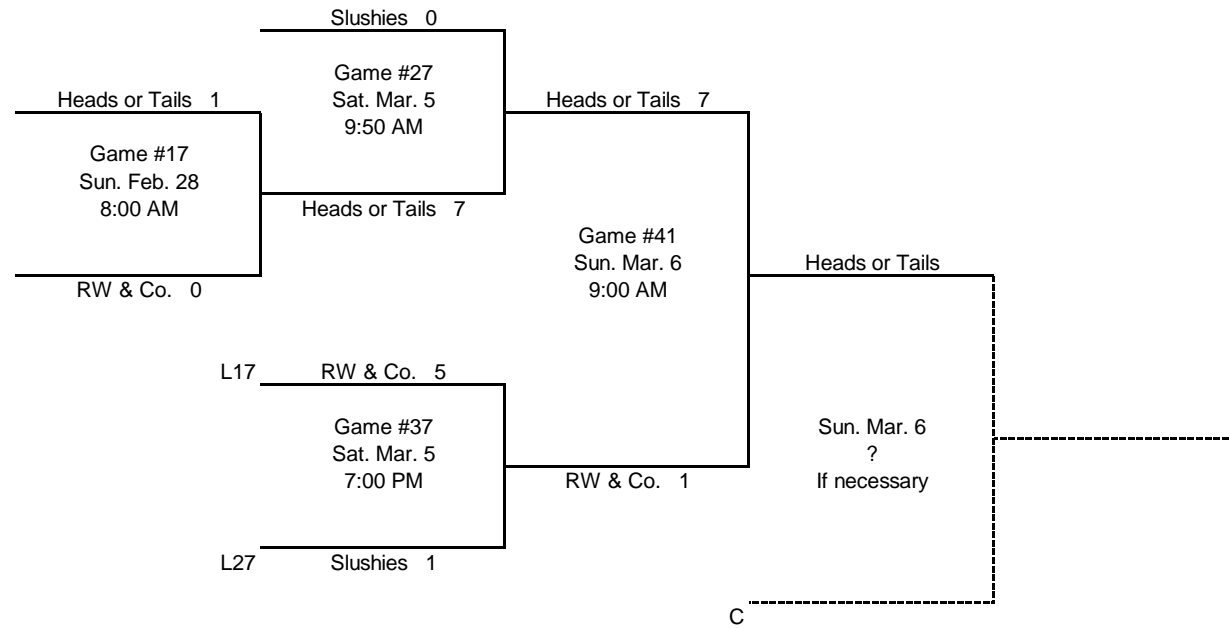 Slushies 0
Game #27
Sat. Mar. 5
9:50 AM
Heads or Tails 1
Heads or Tails 7
Game #17
Sun. Feb. 28
8:00 AM
Heads or Tails 7
Game #41
Sun. Mar. 6
9:00 AM
Heads or Tails
RW & Co. 0
L17 RW & Co. 5
Game #37
Sat. Mar. 5
7:00 PM
Sun. Mar. 6
?
If necessary
RW & Co. 1
L27 Slushies 1
C